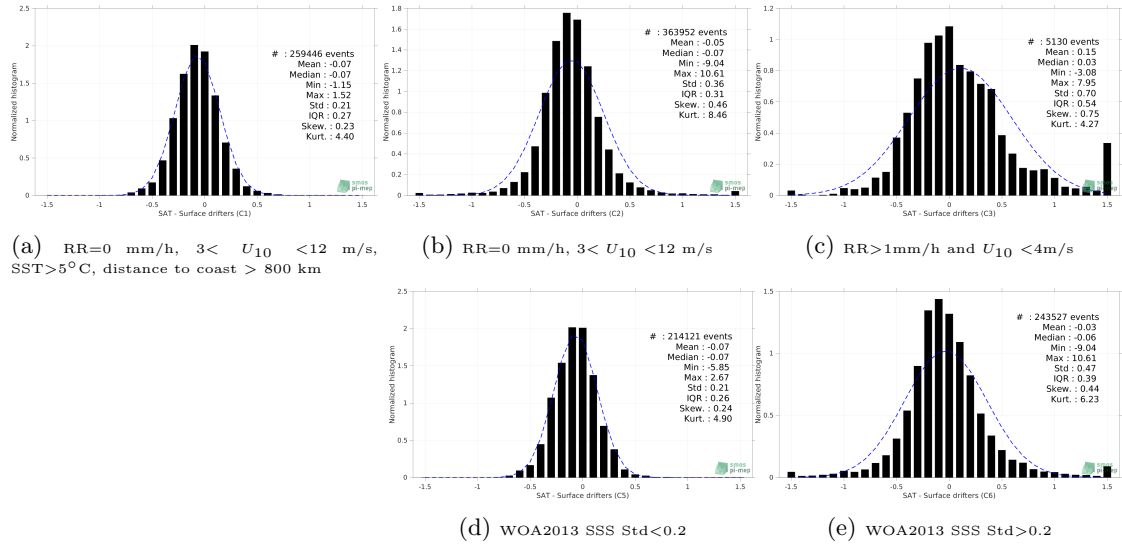 2.5
2
1.5
1
0.5
0
Normalized histogram
-1.5 -1 -0.5 0 0.5 1 1.5
SAT - Surface drifters (C1)
# : 259446 events
Mean : -0.07
Median : -0.07
Min : -1.15
Max : 1.52
Std : 0.21
IQR : 0.27
Skew. : 0.23
Kurt. : 4.40
smos
pi-mep
(a) RR=0 mm/h, 3< U10 <12 m/s,
SST>5°C, distance to coast > 800 km
1.8
1.6
1.4
1.2
1
0.8
0.6
0.4
0.2
0
Normalized histogram
-1.5 -1 -0.5 0 0.5 1 1.5
SAT - Surface drifters (C2)
# : 363952 events
Mean : -0.05
Median : -0.07
Min : -9.04
Max : 10.61
Std : 0.36
IQR : 0.31
Skew. : 0.46
Kurt. : 8.46
smos
pi-mep
(b) RR=0 mm/h, 3< U10 <12 m/s
1.2
1
0.8
0.6
0.4
0.2
0
Normalized histogram
-1.5 -1 -0.5 0 0.5 1 1.5
SAT - Surface drifters (C3)
# : 5130 events
Mean : 0.15
Median : 0.03
Min : -3.08
Max : 7.95
Std : 0.70
IQR : 0.54
Skew. : 0.75
Kurt. : 4.27
smos
pi-mep
(c) RR>1mm/h and U10 <4m/s
2.5
2
1.5
1
0.5
0
Normalized histogram
-1.5 -1 -0.5 0 0.5 1 1.5
SAT - Surface drifters (C5)
# : 214121 events
Mean : -0.07
Median : -0.07
Min : -5.85
Max : 2.67
Std : 0.21
IQR : 0.26
Skew. : 0.24
Kurt. : 4.90
smos
pi-mep
(d) WOA2013 SSS Std<0.2
1.5
1
0.5
0
Normalized histogram
-1.5 -1 -0.5 0 0.5 1 1.5
SAT - Surface drifters (C6)
# : 243527 events
Mean : -0.03
Median : -0.06
Min : -9.04
Max : 10.61
Std : 0.47
IQR : 0.39
Skew. : 0.44
Kurt. : 6.23
smos
pi-mep
(e) WOA2013 SSS Std>0.2